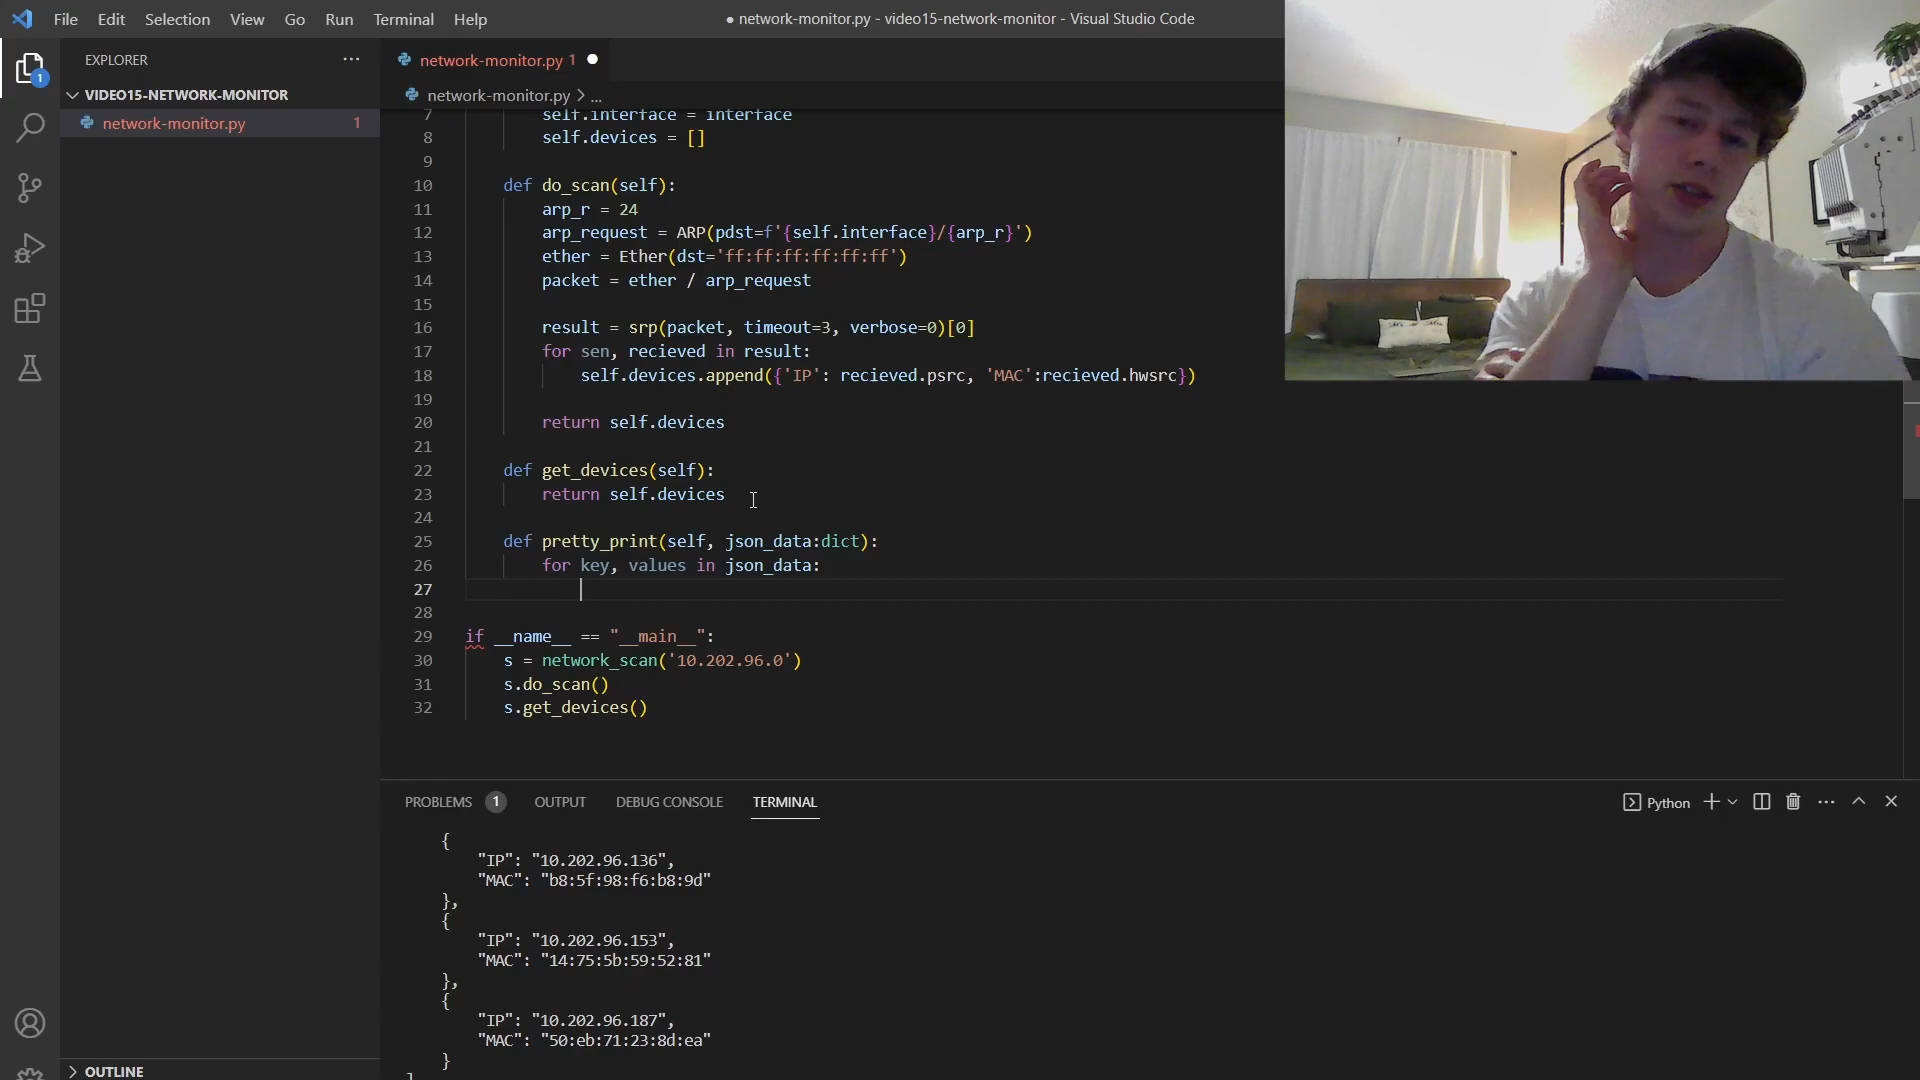 File Edit Selection View Go Run Terminal Help
● network-monitor.py - video15-network-monitor - Visual Studio Code
EXPLORER
···
network-monitor.py 1 ●
1
VIDEO15-NETWORK-MONITOR
network-monitor.py > ...
network-monitor.py 1
7 self.interface = interface
8 self.devices = []
9
10 def do_scan(self):
11 arp_r = 24
12 arp_request = ARP(pdst=f'{self.interface}/{arp_r}')
13 ether = Ether(dst='ff:ff:ff:ff:ff:ff')
14 packet = ether / arp_request
15
16 result = srp(packet, timeout=3, verbose=0)[0]
17 for sen, recieved in result:
18 self.devices.append({'IP': recieved.psrc, 'MAC':recieved.hwsrc})
19
20 return self.devices
21
22 def get_devices(self):
23 return self.devices
24
25 def pretty_print(self, json_data:dict):
26 for key, values in json_data:
27
28
29 if __name__ == "__main__":
30 s = network_scan('10.202.96.0')
31 s.do_scan()
32 s.get_devices()
PROBLEMS 1 OUTPUT DEBUG CONSOLE TERMINAL
Python
{
"IP": "10.202.96.136",
"MAC": "b8:5f:98:f6:b8:9d"
},
{
"IP": "10.202.96.153",
"MAC": "14:75:5b:59:52:81"
},
{
"IP": "10.202.96.187",
"MAC": "50:eb:71:23:8d:ea"
}
]
OUTLINE